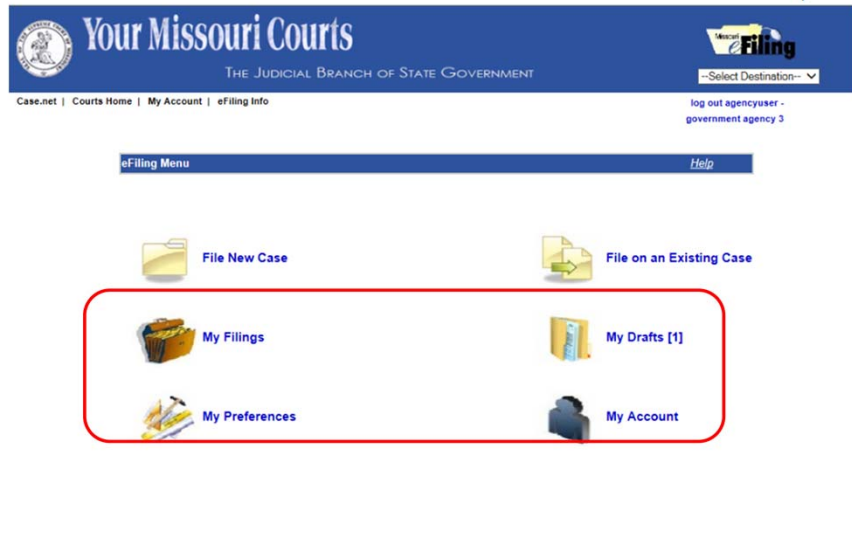 Your Missouri Courts
THE JUDICIAL BRANCH OF STATE GOVERNMENT
Missouri eFiling
--Select Destination--
Case.net | Courts Home | My Account | eFiling Info
log out agencyuser -
government agency 3
eFiling Menu Help
File New Case File on an Existing Case
My Filings My Drafts [1]
My Preferences My Account